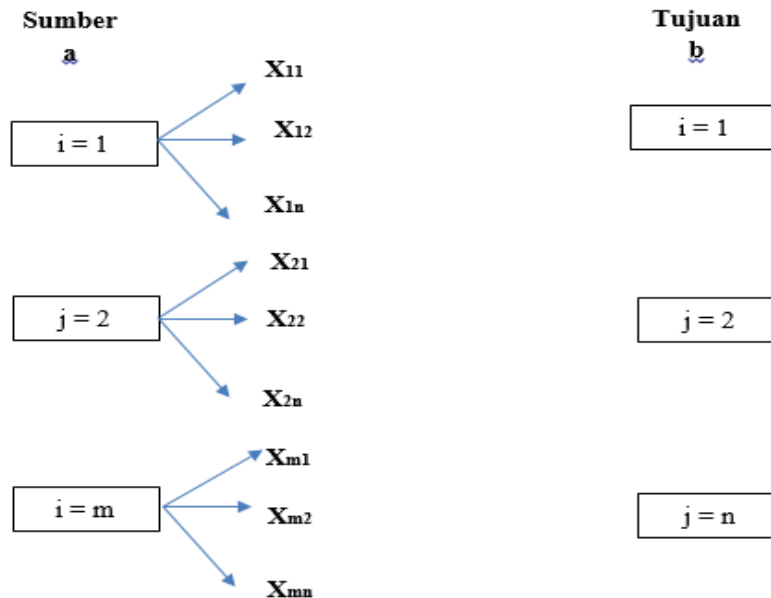 Sumber
a
Tujuan
b
X11
i = 1
X12
X1n
i = 1
X21
j = 2
X22
X2n
j = 2
Xm1
i = m
Xm2
Xmn
j = n